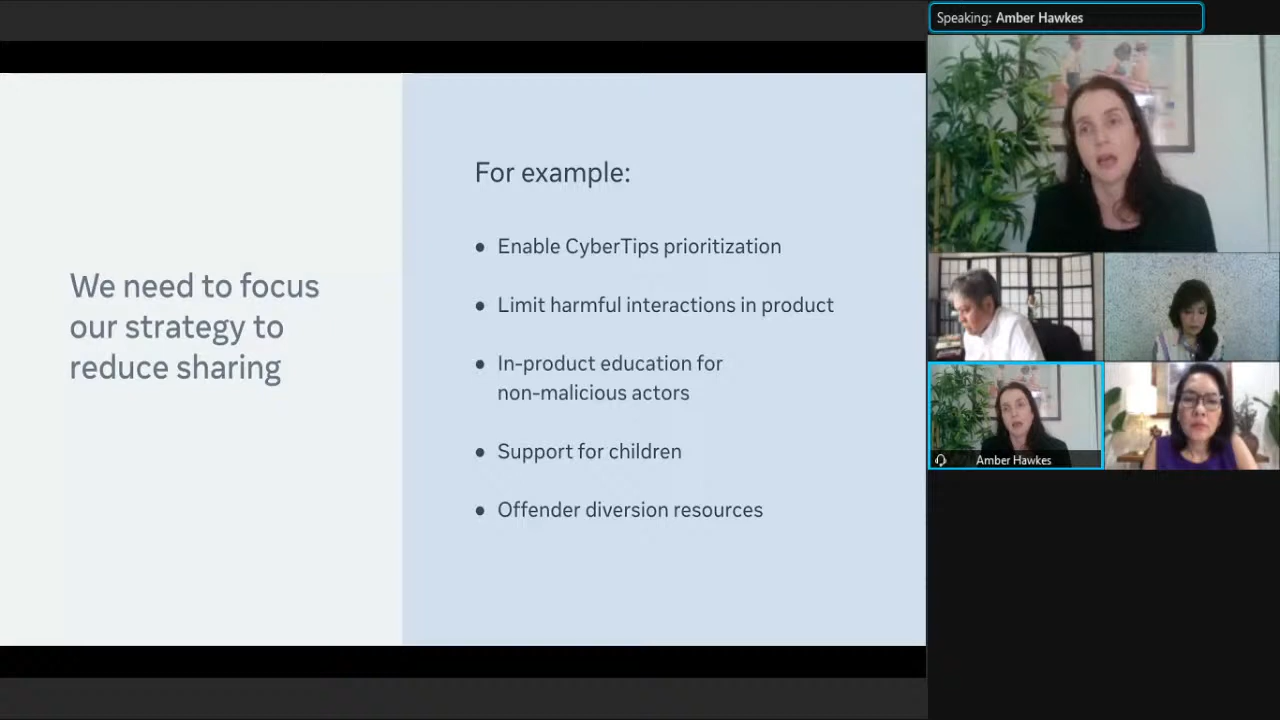 Speaking: Amber Hawkes
We need to focus
our strategy to
reduce sharing
For example:
● Enable CyberTips prioritization
● Limit harmful interactions in product
● In-product education for
non-malicious actors
● Support for children
● Offender diversion resources
Amber Hawkes